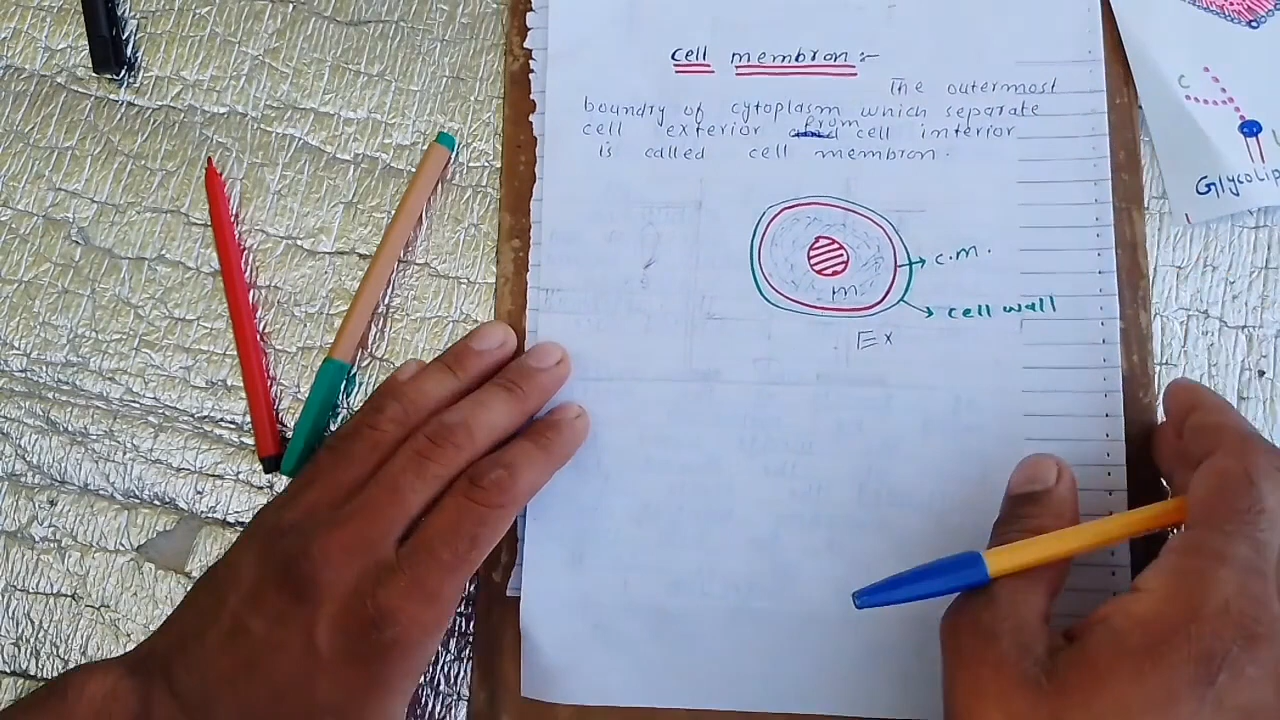 cell membron :-
The outermost
boundry of cytoplasm which separate
cell exterior from cell interior
is called cell membron.
c.m.
m
cell wall
Ex
C
Glycolip